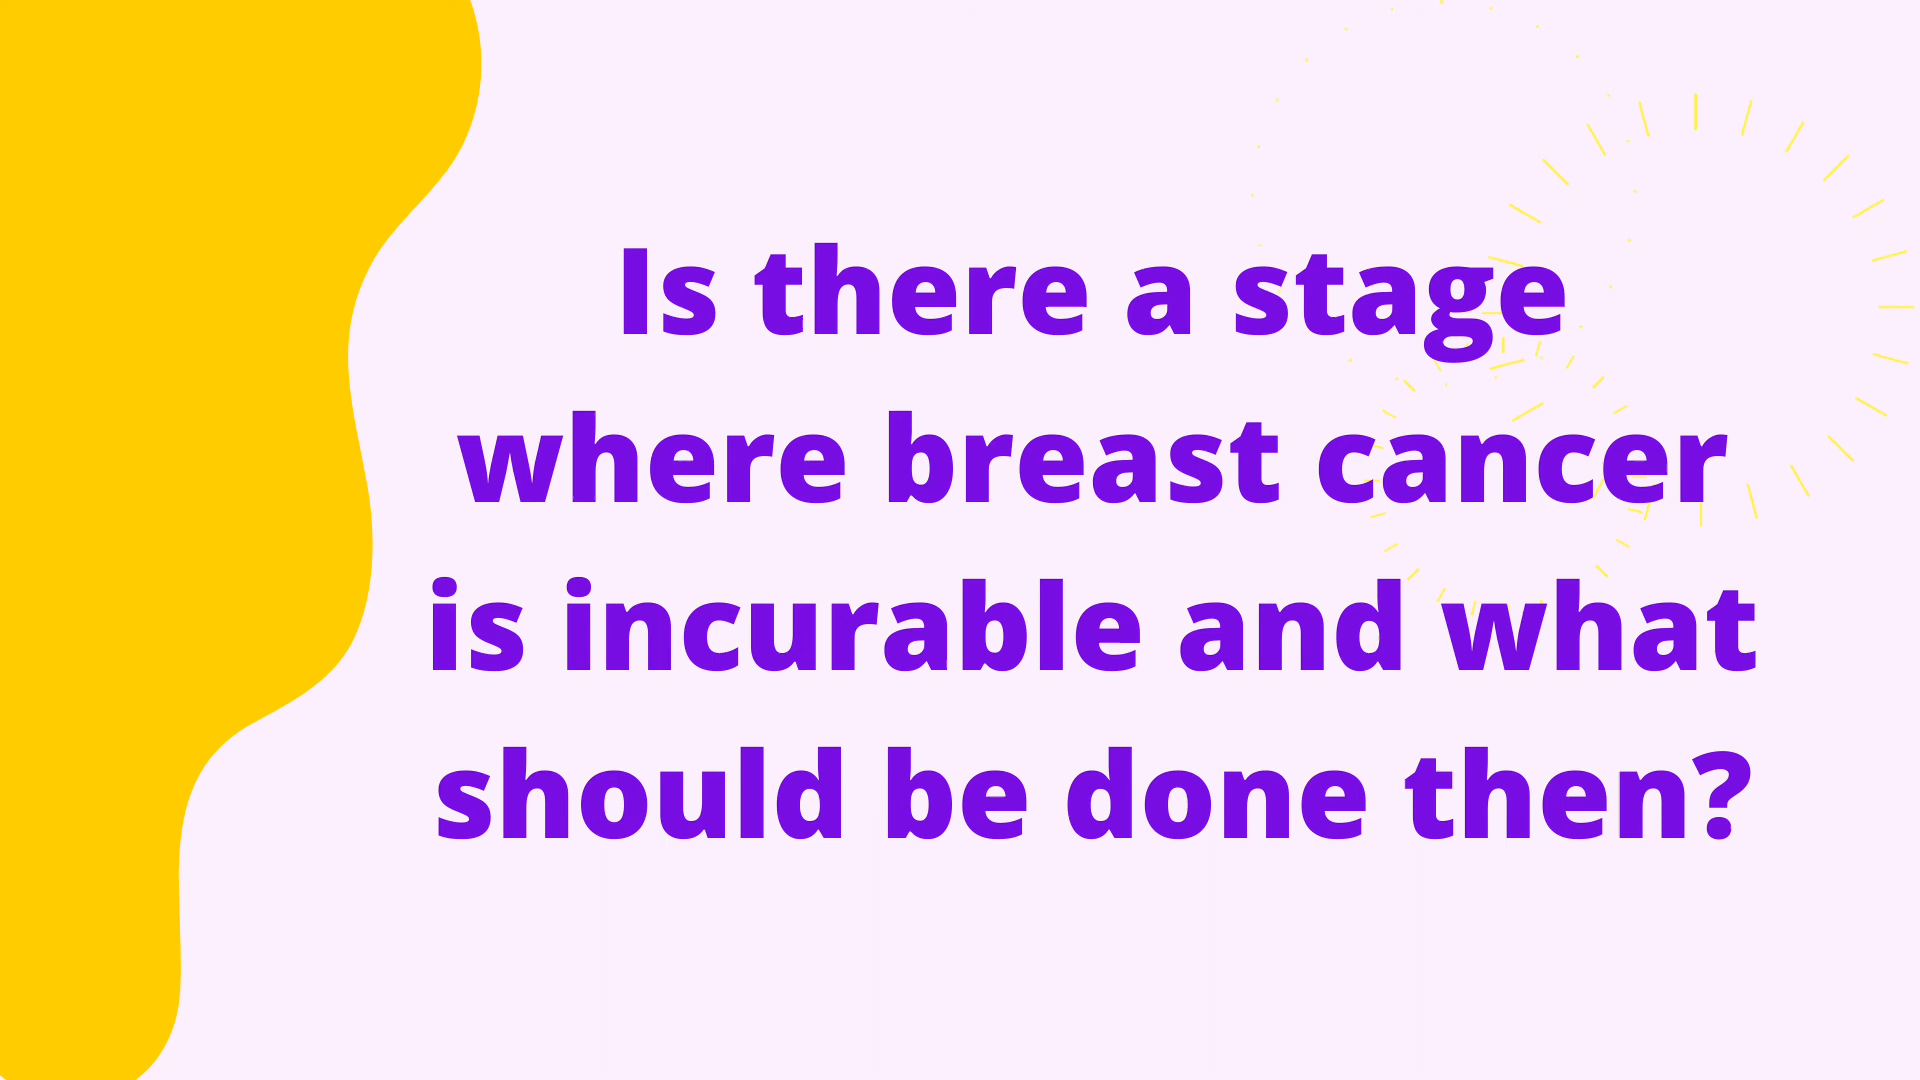 Is there a stage
where breast cancer
is incurable and what
should be done then?